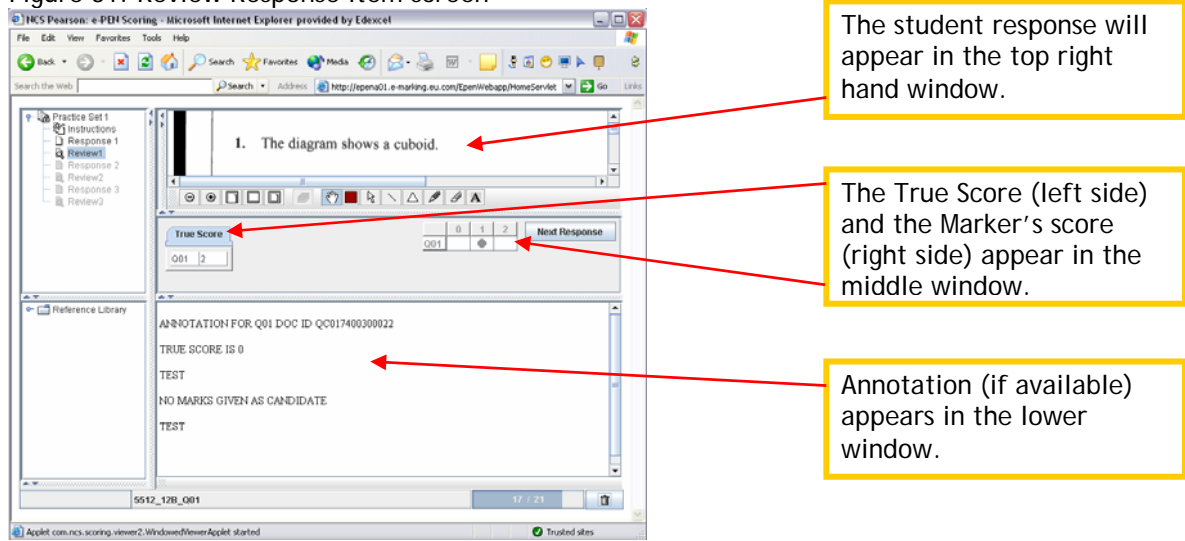 NCS Pearson: e-PEN Scoring - Microsoft Internet Explorer provided by Edexcel
File Edit View Favorites Tools Help
Back Search Favorites Media
Search the Web Search Address http://epena01.e-marking.eu.com/EpenWebapp/HomeServlet Go Links
Practice Set 1
Instructions
Response 1
Review1
Response 2
Review2
Response 3
Review3
1. The diagram shows a cuboid.
A
True Score
Q01 2
0 1 2
Q01
Next Response
Reference Library
ANNOTATION FOR Q01 DOC ID QC017400300022
TRUE SCORE IS 0
TEST
NO MARKS GIVEN AS CANDIDATE
TEST
5512_12B_Q01 17 / 21
Applet com.ncs.scoring.viewer2.WindowedViewerApplet started Trusted sites
The student response will
appear in the top right
hand window.
The True Score (left side)
and the Marker's score
(right side) appear in the
middle window.
Annotation (if available)
appears in the lower
window.